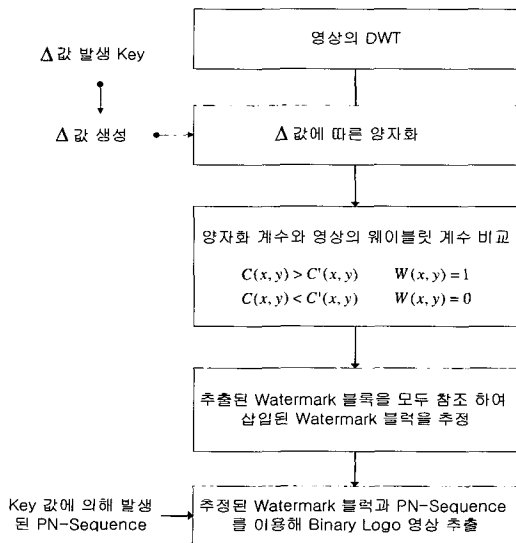 영상의 DWT
Δ값 발생 Key
Δ값 생성
Δ값에 따른 양자화
양자화 계수와 영상의 웨이블릿 계수 비교
C(x, y) > C'(x, y) W(x, y) = 1
C(x, y) < C'(x, y) W(x, y) = 0
추출된 Watermark 블록을 모두 참조 하여
삽입된 Watermark 블럭을 추정
Key 값에 의해 발생
된 PN-Sequence
추정된 Watermark 블럭과 PN-Sequence
를 이용해 Binary Logo 영상 추출